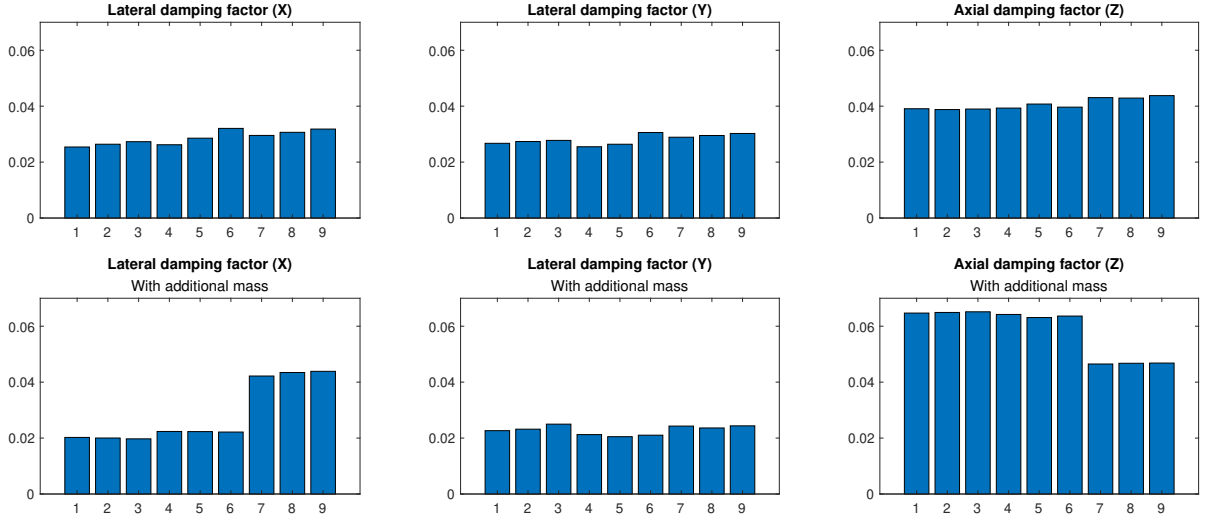 Lateral damping factor (X)
0.06
0.04
0.02
0
1 2 3 4 5 6 7 8 9
Lateral damping factor (Y)
0.06
0.04
0.02
0
1 2 3 4 5 6 7 8 9
Axial damping factor (Z)
0.06
0.04
0.02
0
1 2 3 4 5 6 7 8 9
Lateral damping factor (X)
With additional mass
0.06
0.04
0.02
0
1 2 3 4 5 6 7 8 9
Lateral damping factor (Y)
With additional mass
0.06
0.04
0.02
0
1 2 3 4 5 6 7 8 9
Axial damping factor (Z)
With additional mass
0.06
0.04
0.02
0
1 2 3 4 5 6 7 8 9